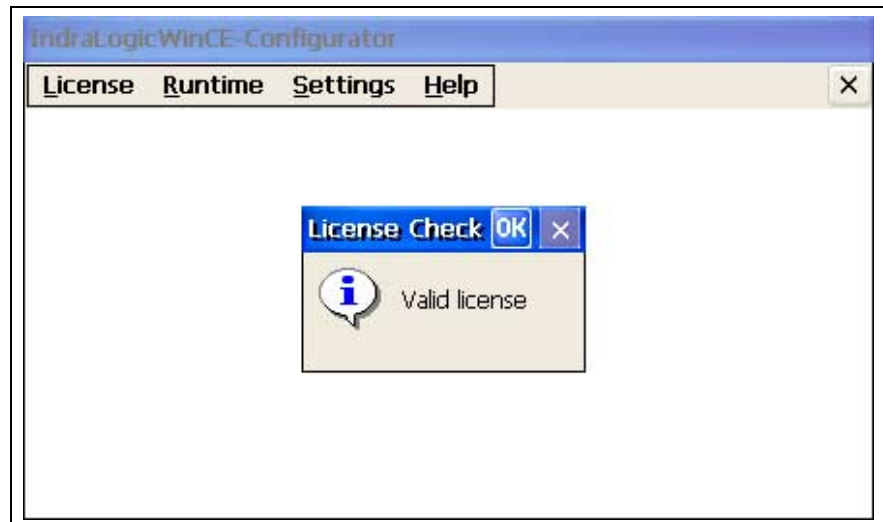 IndraLogicWinCE-Configurator
License Runtime Settings Help
License Check OK
Valid license